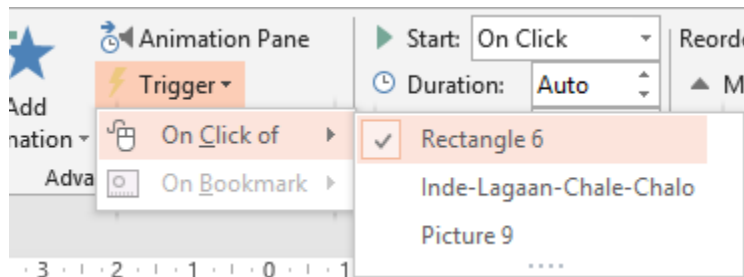 Animation Pane
Start: On Click
Reorde
Trigger
Duration: Auto
M
Add
nation
On Click of
Rectangle 6
Adva
On Bookmark
Inde-Lagaan-Chale-Chalo
Picture 9
3 2 1 0 1